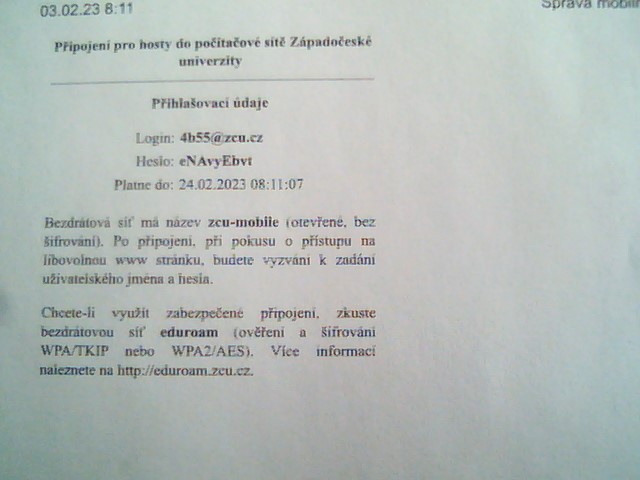 03.02.23 8:11
Správa mobiln
Připojení pro hosty do počítačové sítě Západočeské
univerzity
Přihlašovací údaje
Login: 4b55@zcu.cz
Heslo: eNAvyEbvt
Platne do: 24.02.2023 08:11:07
Bezdrátová síť má název zcu-mobile (otevřené, bez
šifrování). Po připojení, při pokusu o přístupu na
libovolnou www stránku, budete vyzváni k zadání
uživatelského jména a hesla.
Chcete-li využít zabezpečené připojení, zkuste
bezdrátovou síť eduroam (ověření a šifrování
WPA/TKIP nebo WPA2/AES). Více informací
naleznete na http://eduroam.zcu.cz.